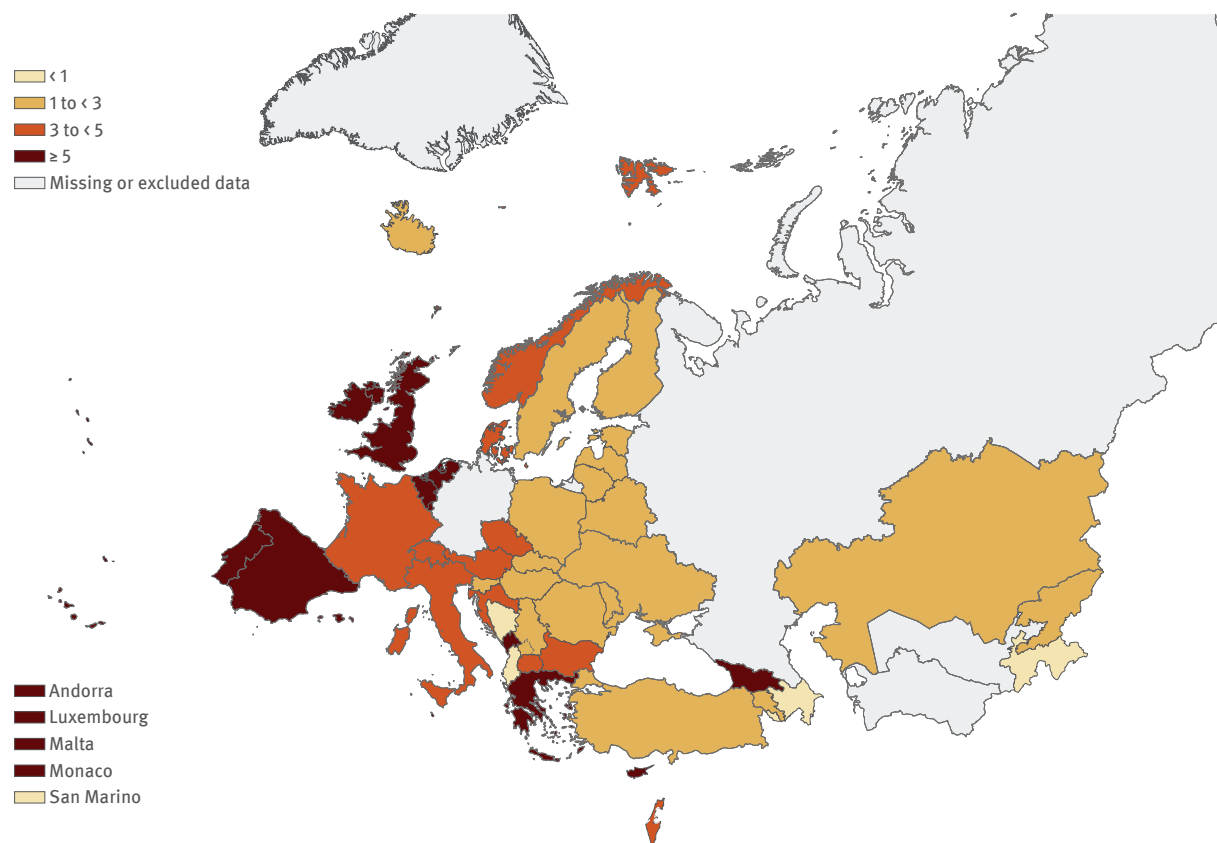 < 1
1 to < 3
3 to < 5
≥ 5
Missing or excluded data
Andorra
Luxembourg
Malta
Monaco
San Marino